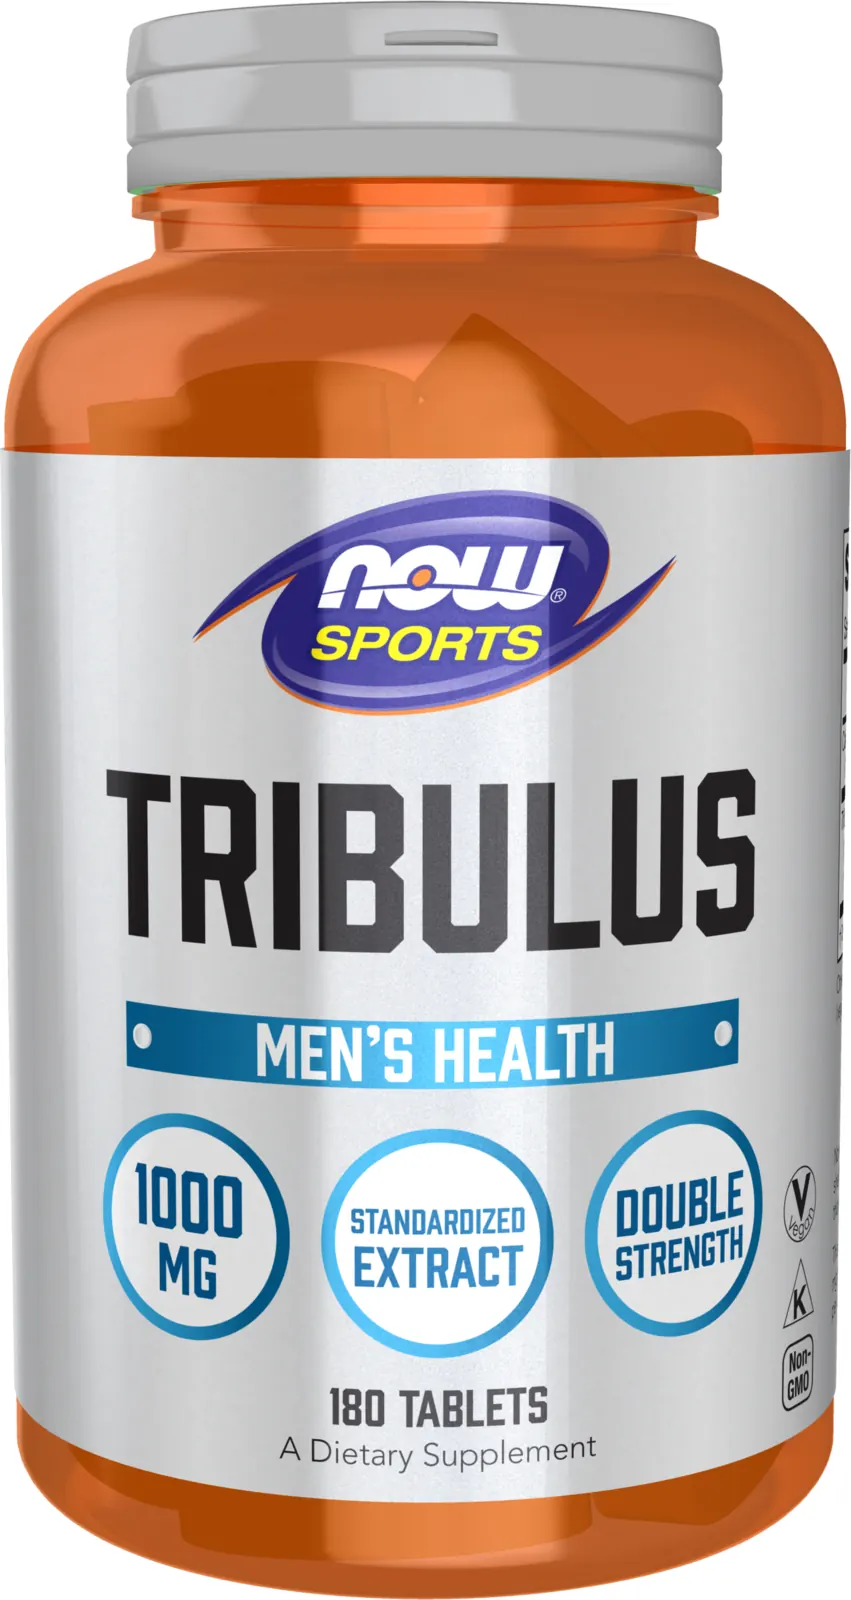 NOW®
SPORTS
TRIBULUS
MEN'S HEALTH
1000
MG
STANDARDIZED
EXTRACT
DOUBLE
STRENGTH
V
Vegan
K
Non-
GMO
180 TABLETS
A Dietary Supplement